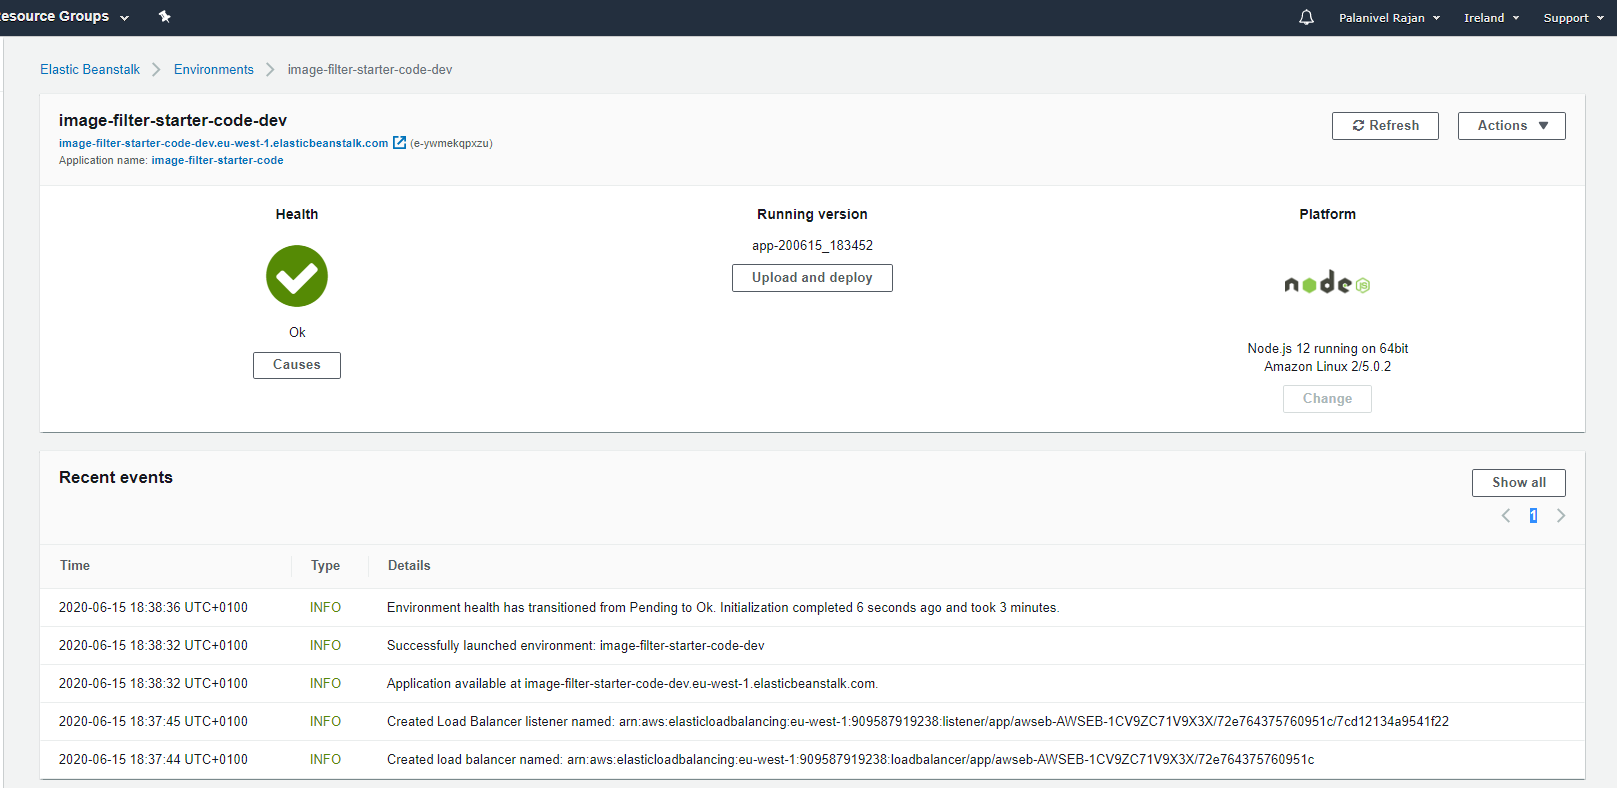 esource Groups
Palanivel Rajan
Ireland
Support
Elastic Beanstalk
Environments
image-filter-starter-code-dev
image-filter-starter-code-dev
image-filter-starter-code-dev.eu-west-1.elasticbeanstalk.com (e-ywmekqpxzu)
Application name: image-filter-starter-code
Refresh
Actions
Health
Ok
Causes
Running version
app-200615_183452
Upload and deploy
Platform
node JS
Node.js 12 running on 64bit
Amazon Linux 2/5.0.2
Change
Recent events
Show all
1
Time Type Details
2020-06-15 18:38:36 UTC+0100 INFO Environment health has transitioned from Pending to Ok. Initialization completed 6 seconds ago and took 3 minutes.
2020-06-15 18:38:32 UTC+0100 INFO Successfully launched environment: image-filter-starter-code-dev
2020-06-15 18:38:32 UTC+0100 INFO Application available at image-filter-starter-code-dev.eu-west-1.elasticbeanstalk.com.
2020-06-15 18:37:45 UTC+0100 INFO Created Load Balancer listener named: arn:aws:elasticloadbalancing:eu-west-1:909587919238:listener/app/awseb-AWSEB-1CV9ZC71V9X3X/72e764375760951c/7cd12134a9541f22
2020-06-15 18:37:44 UTC+0100 INFO Created load balancer named: arn:aws:elasticloadbalancing:eu-west-1:909587919238:loadbalancer/app/awseb-AWSEB-1CV9ZC71V9X3X/72e764375760951c